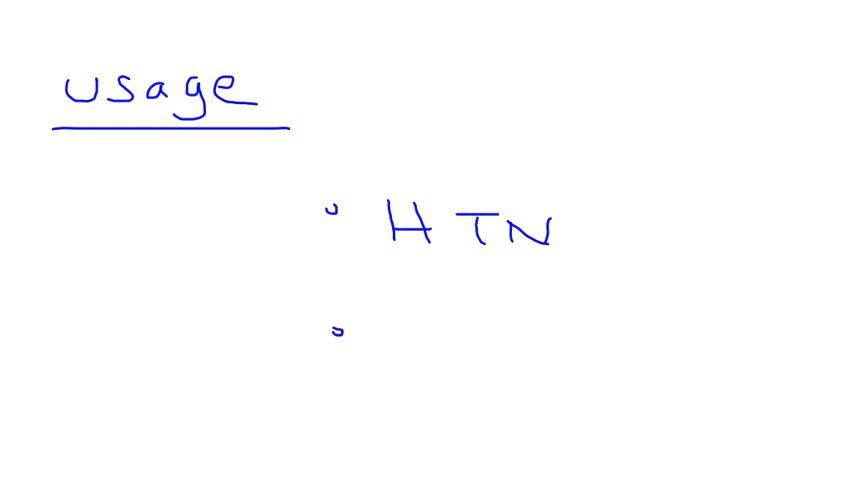 usage
• HTN
•